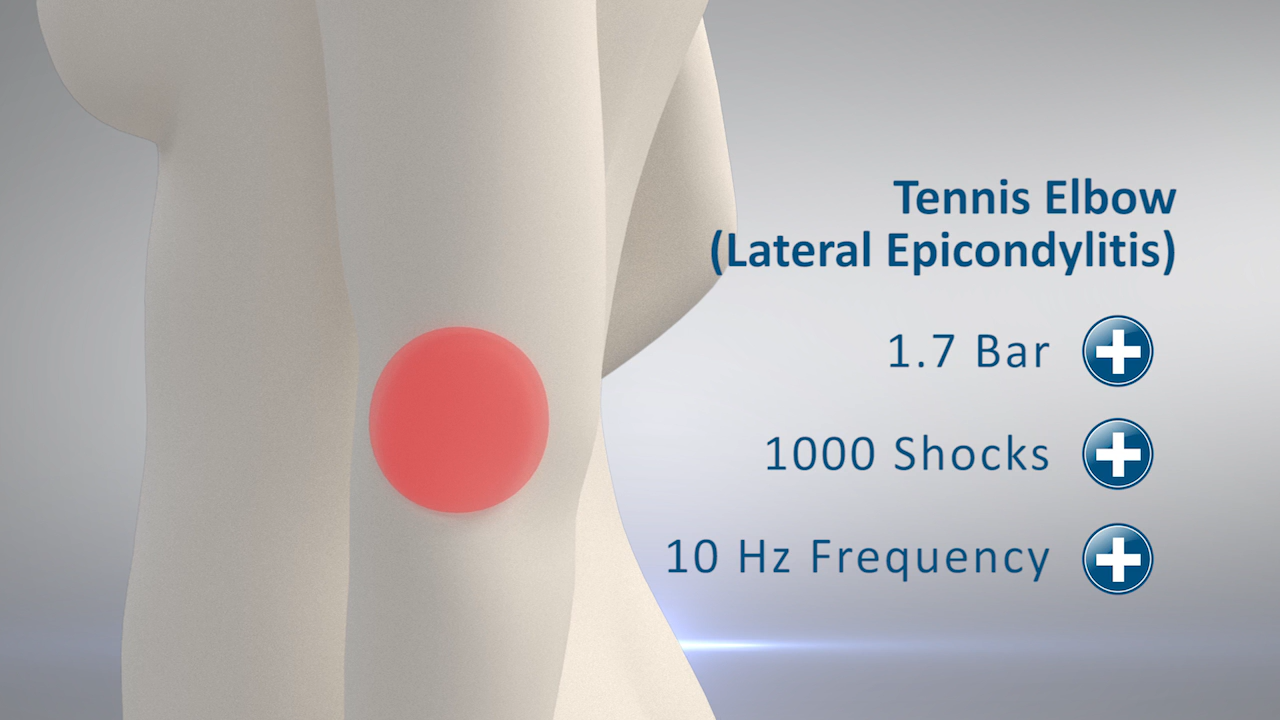 Tennis Elbow
(Lateral Epicondylitis)
1.7 Bar
1000 Shocks
10 Hz Frequency